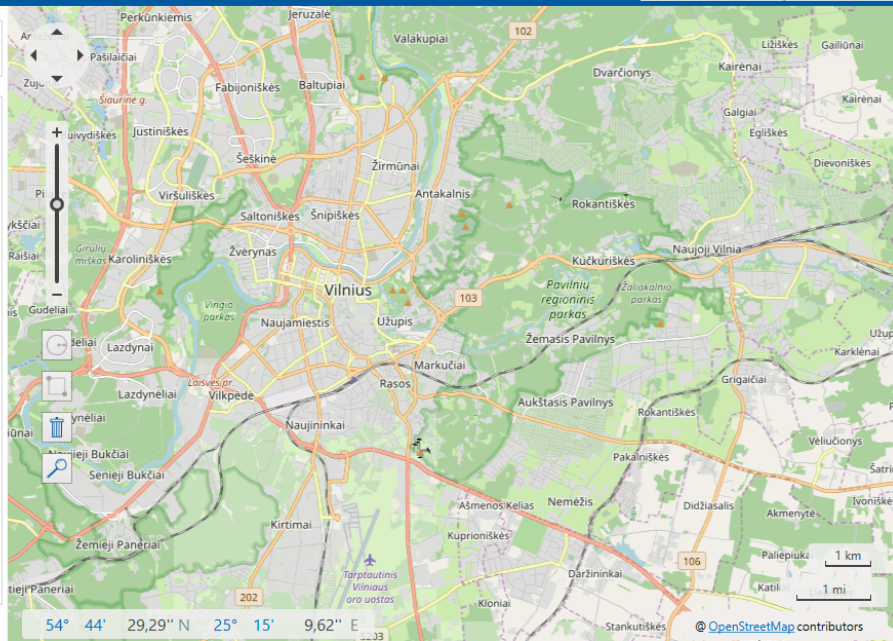 Perkūnkiemis
Jeruzalė
Valakupiai
102
Ližiškės
Gailiūnai
Pašilaičiai
Dvarčionys
Kairėnai
Fabijoniškės
Baltupiai
Šiaurinė g.
Kairėnai
Galgiai
Justiniškės
Egliškės
Šeškinė
Žirmūnai
Dievoniškės
Viršuliškės
Antakalnis
Rokantiškės
Saltoniškės
Šnipiškės
Girulių
miškas
Karoliniškės
Žvėrynas
Naujoji Vilnia
Kučkuriškės
Vilnius
Pavilnių
regioninis
parkas
Žaliakalnio
parkas
103
Vingio
parkas
Gudeliai
Naujamiestis
Užupis
Žemasis Pavilnys
Lazdynai
Karklėnai
Markučiai
Laisvės pr.
Rasos
Grigaičiai
Lazdynėliai
Vilkpėdė
Aukštasis Pavilnys
Rokantiškės
Naujininkai
Vėliučionys
Naujieji Bukčiai
Pakalniškės
Senieji Bukčiai
Ašmenos Kelias
Nemėžis
Didžiasalis
Akmenytė
Kirtimai
Kuprioniškės
Žemieji Paneriai
106
1 km
Daržininkai
Tarptautinis
Vilniaus
oro uostas
202
1 mi
Kloniai
54° 44' 29,29'' N 25° 15' 9,62'' E
Stankutiškės
@ OpenStreetMap contributors